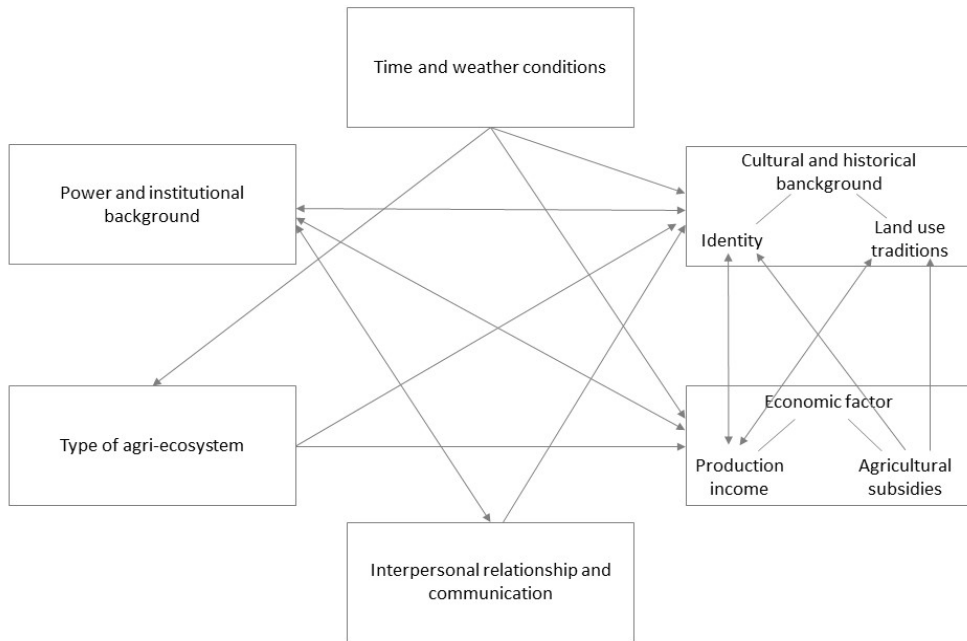 Time and weather conditions
Power and institutional
background
Cultural and historical
banckground
Identity
Land use
traditions
Type of agri-ecosystem
Economic factor
Production
income
Agricultural
subsidies
Interpersonal relationship and
communication